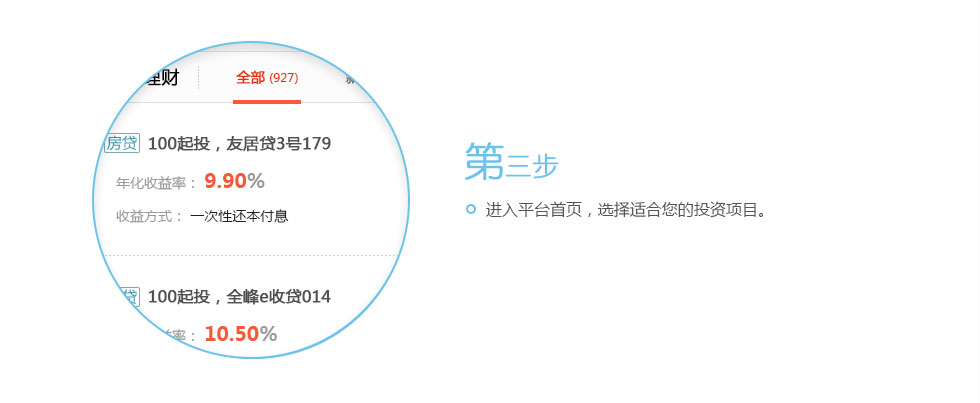 理财 全部 (927)
房贷 100起投，友居贷3号179
年化收益率： 9.90%
收益方式： 一次性还本付息
贷 100起投，全峰e收贷014
率： 10.50%
第三步
进入平台首页，选择适合您的投资项目。